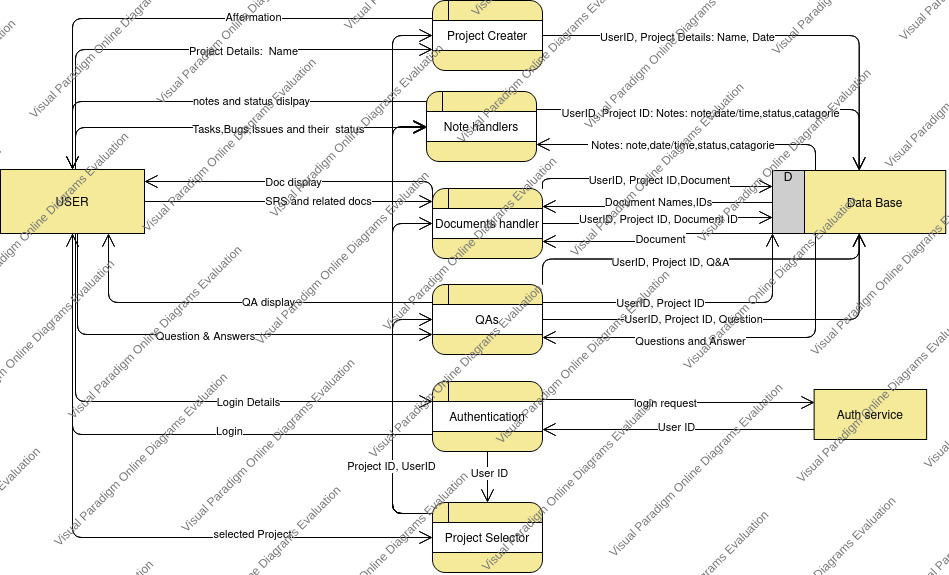 Affermation
Project Creater
UserID, Project Details: Name, Date
Project Details: Name
notes and status dislpay
UserID, Project ID: Notes: note,date/time,status,catagorie
Tasks,Bugs,issues and their status
Note handlers
Notes: note,date/time,status,catagorie
Doc display
UserID, Project ID,Document
D
USER
SRS and related docs
Document Names,IDs
Data Base
Documents handler
UserID, Project ID, Document ID
Document
UserID, Project ID, Q&A
QA display
UserID, Project ID
QAs
UserID, Project ID, Question
Question & Answers
Questions and Answer
Login Details
login request
Authentication
Auth service
Login
User ID
Project ID, UserID
User ID
selected Project
Project Selector
Visual Paradigm Online Diagrams Evaluation